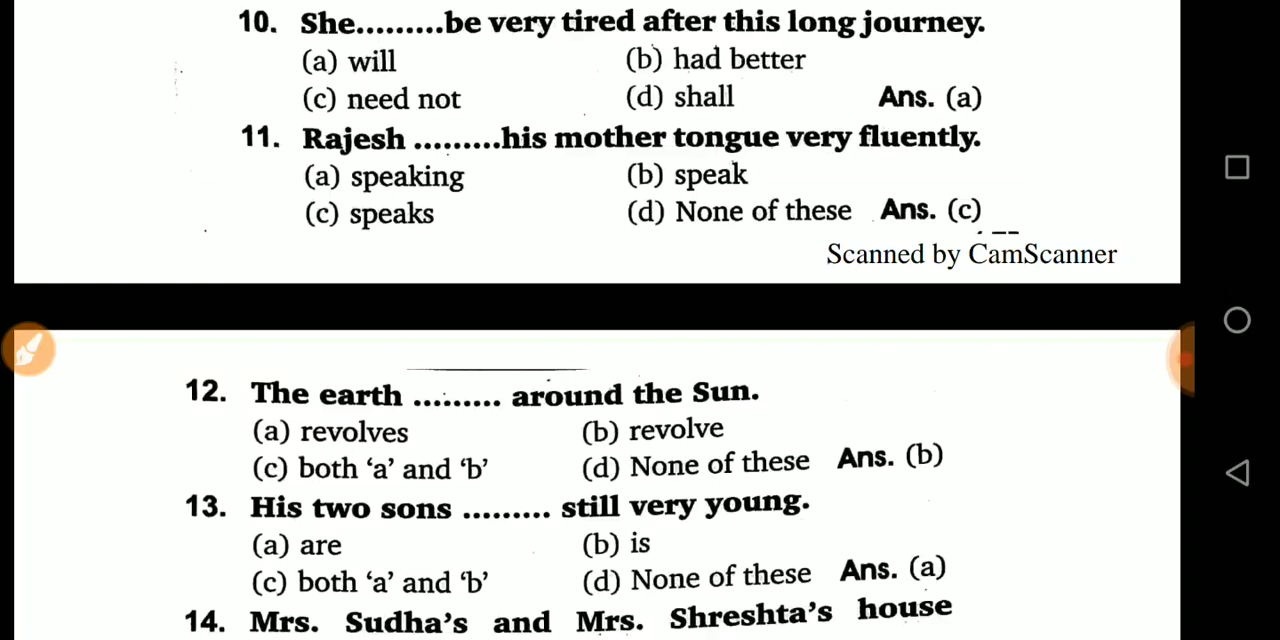 10. She.........be very tired after this long journey.
(a) will (b) had better
(c) need not (d) shall Ans. (a)
11. Rajesh .........his mother tongue very fluently.
(a) speaking (b) speak
(c) speaks (d) None of these Ans. (c)
Scanned by CamScanner
12. The earth ......... around the Sun.
(a) revolves (b) revolve
(c) both ‘a’ and ‘b’ (d) None of these Ans. (b)
13. His two sons ......... still very young.
(a) are (b) is
(c) both ‘a’ and ‘b’ (d) None of these Ans. (a)
14. Mrs. Sudha’s and Mrs. Shreshta’s house